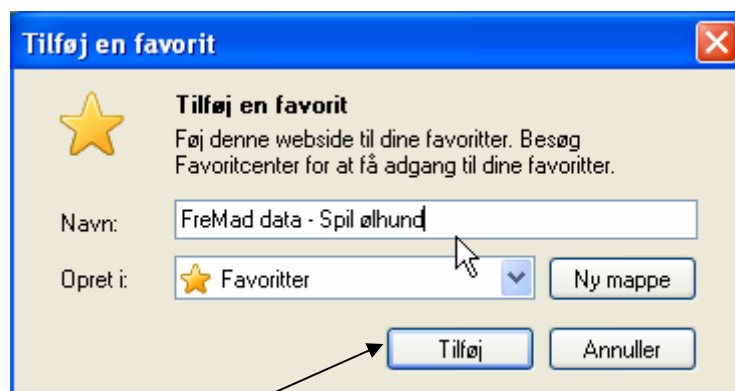 Tilføj en favorit
Tilføj en favorit
Føj denne webside til dine favoritter. Besøg
Favoritcenter for at få adgang til dine favoritter.
Navn: FreMad data - Spil ølhund
Opret i: Favoritter Ny mappe
Tilføj Annuller